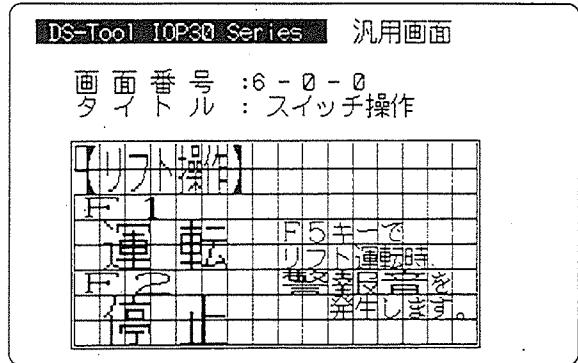 DS-Tool IOP30 Series 汎用画面
画面番号 :6-0-0
タイトル : スイッチ操作
【リフト操作】
F 1
運 転
F 2
停 止
F5キーで
リフト運転時、
警報音を
発生します。